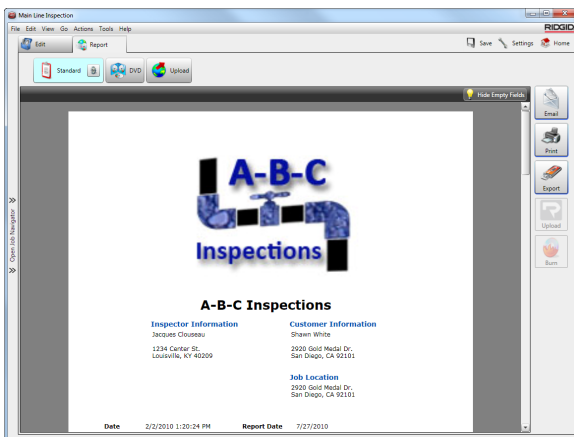 Main Line Inspection
File Edit View Go Actions Tools Help
RIDGID
Edit
Report
Save
Settings
Home
Standard
DVD
Upload
Hide Empty Fields
Email
Print
Export
Upload
Burn
Open Job Navigator
A-B-C
Inspections
A-B-C Inspections
Inspector Information
Jacques Clouseau
1234 Center St.
Louisville, KY 40209
Customer Information
Shawn White
2920 Gold Medal Dr.
San Diego, CA 92101
Job Location
2920 Gold Medal Dr.
San Diego, CA 92101
Date 2/2/2010 1:20:24 PM Report Date 7/27/2010